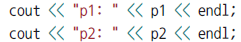 cout << "p1: " << p1 << endl;
cout << "p2: " << p2 << endl;